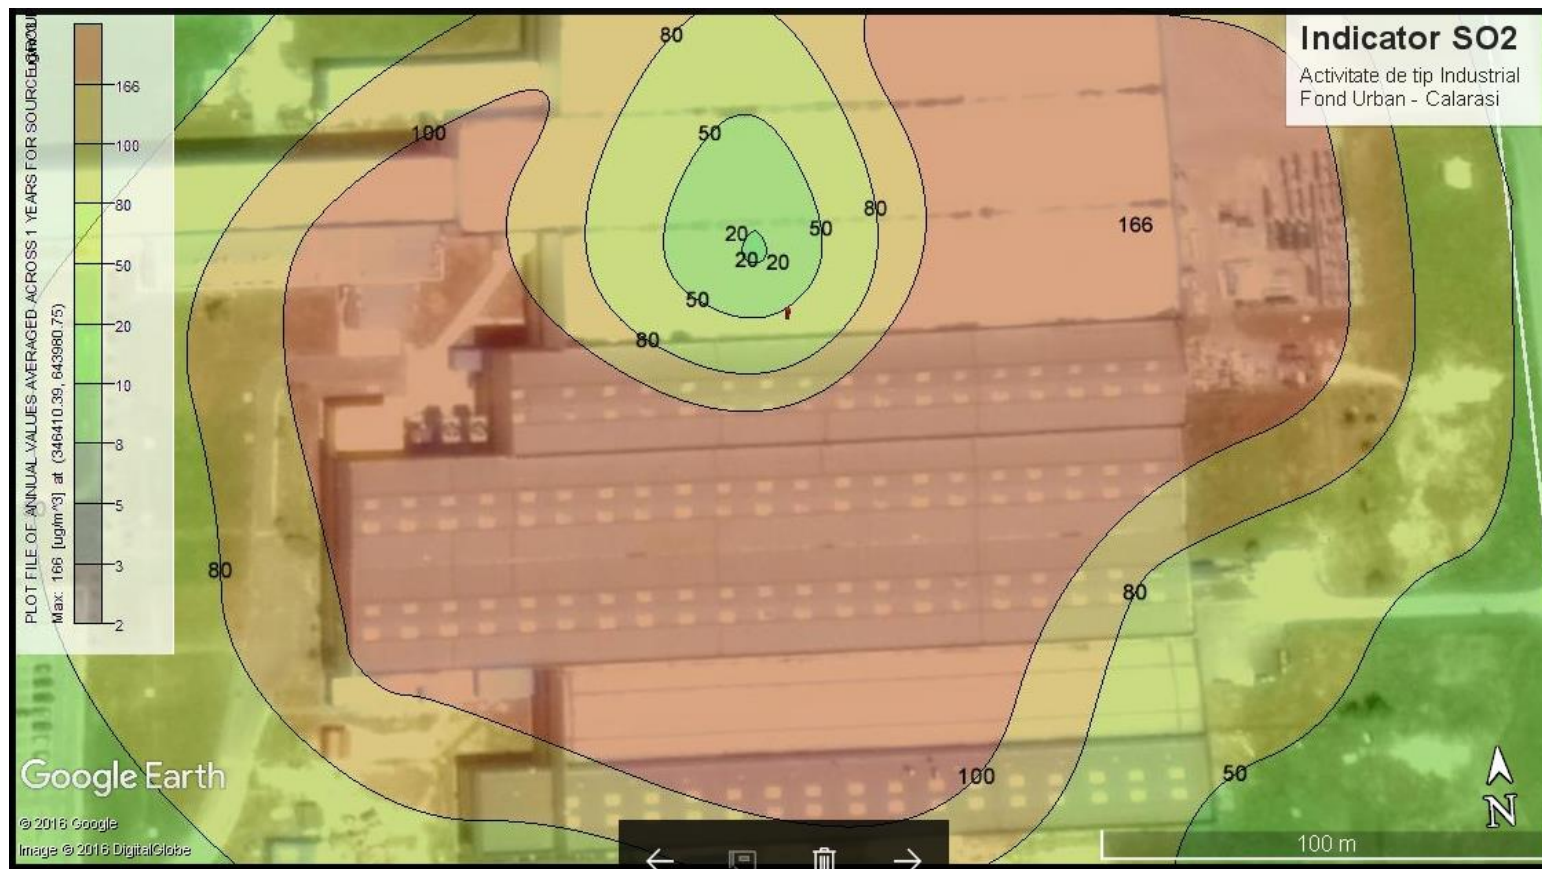 Indicator SO2
Activitate de tip Industrial
Fond Urban - Calarasi
PLOT FILE OF ANNUAL VALUES AVERAGED ACROSS 1 YEARS FOR SOURCE GROUP
Max: 166 [ug/m^3] at (346410.39, 643980.75)
166
100
80
50
20
10
8
5
3
2
80
100
50
80
166
50
20
20
20
50
80
80
80
100
50
Google Earth
© 2016 Google
Image © 2016 DigitalGlobe
N
100 m